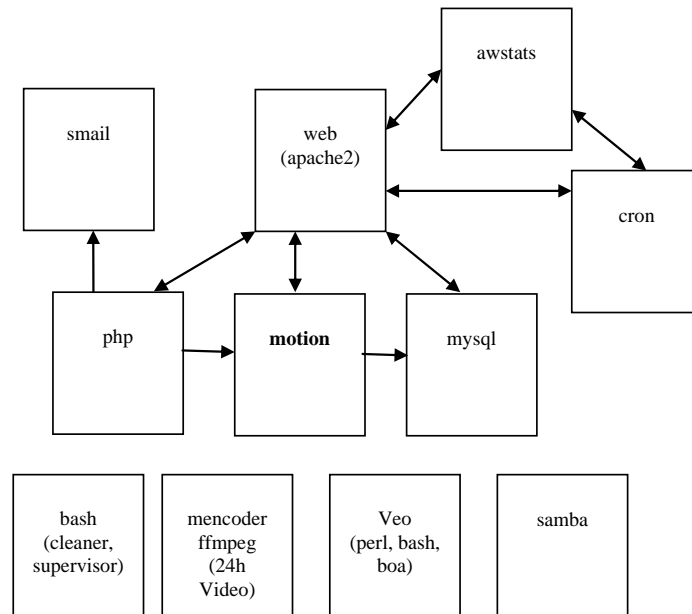 awstats
smail
web
(apache2)
cron
php
motion
mysql
bash
(cleaner,
supervisor)
mencoder
ffmpeg
(24h
Video)
Veo
(perl, bash,
boa)
samba